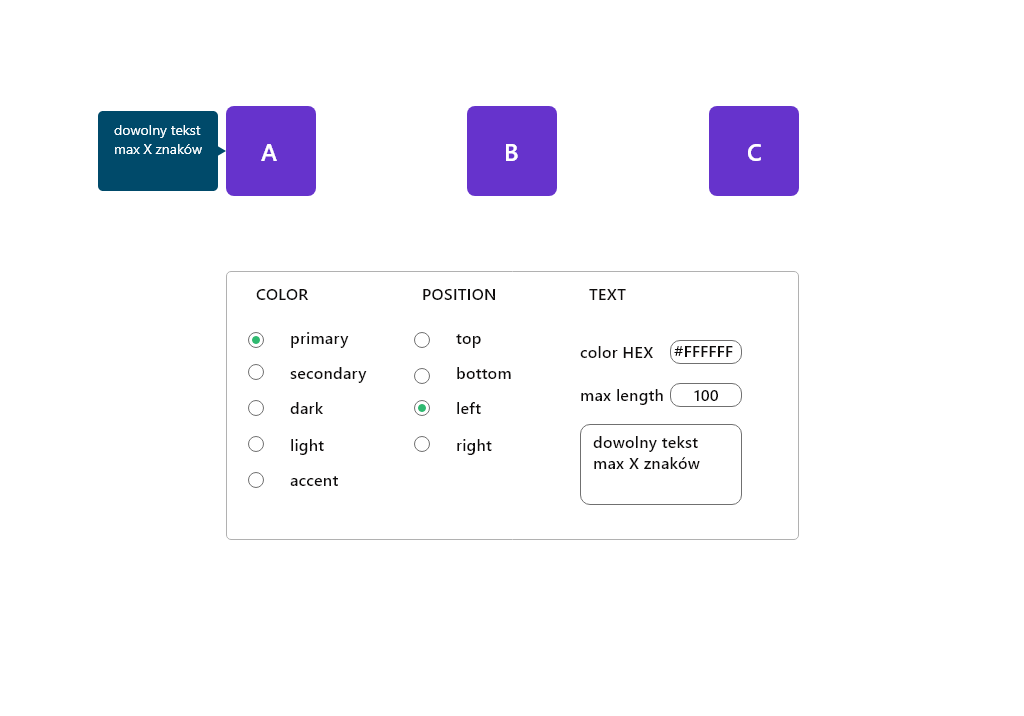 dowolny tekst
max X znaków
A
B
C
COLOR
primary
secondary
dark
light
accent
POSITION
top
bottom
left
right
TEXT
color HEX #FFFFFF
max length 100
dowolny tekst
max X znaków